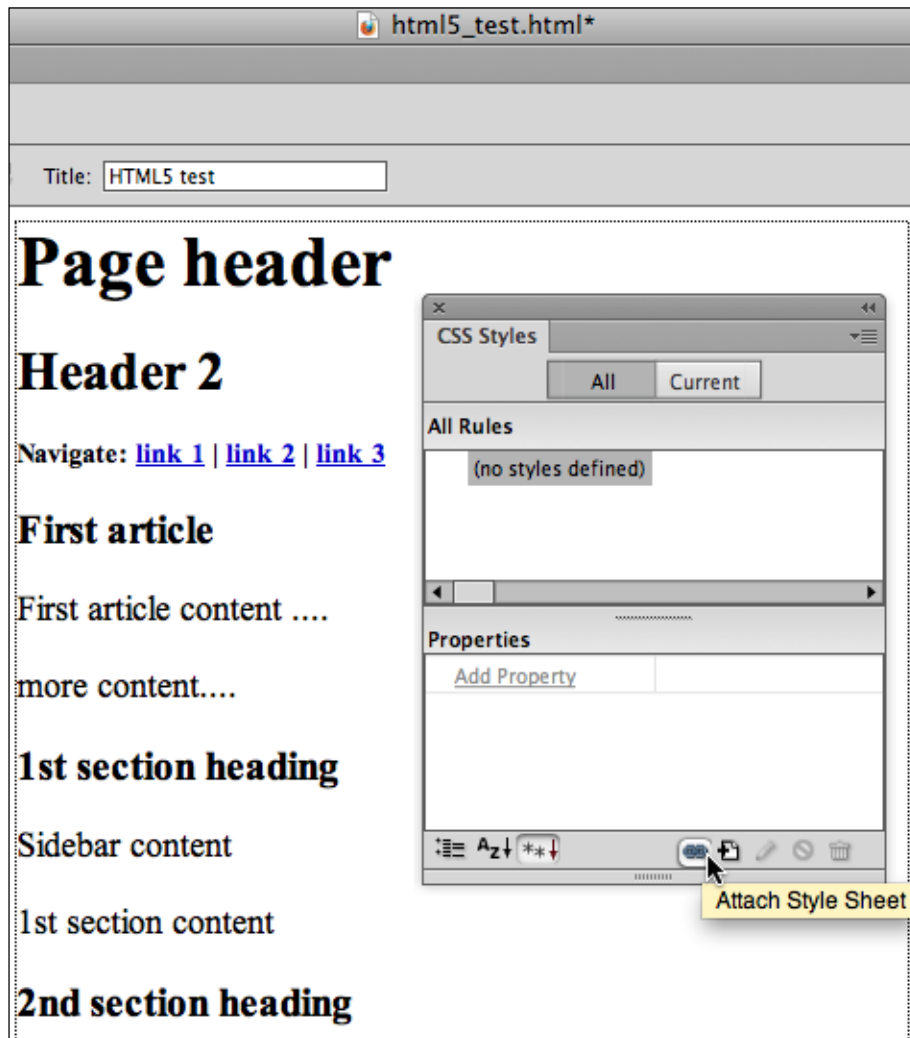 html5_test.html*
Title: HTML5 test
Page header
Header 2
Navigate: link 1 | link 2 | link 3
First article
First article content ....
more content....
1st section heading
Sidebar content
1st section content
2nd section heading
CSS Styles
All Current
All Rules
(no styles defined)
Properties
Add Property
Az
**
Attach Style Sheet